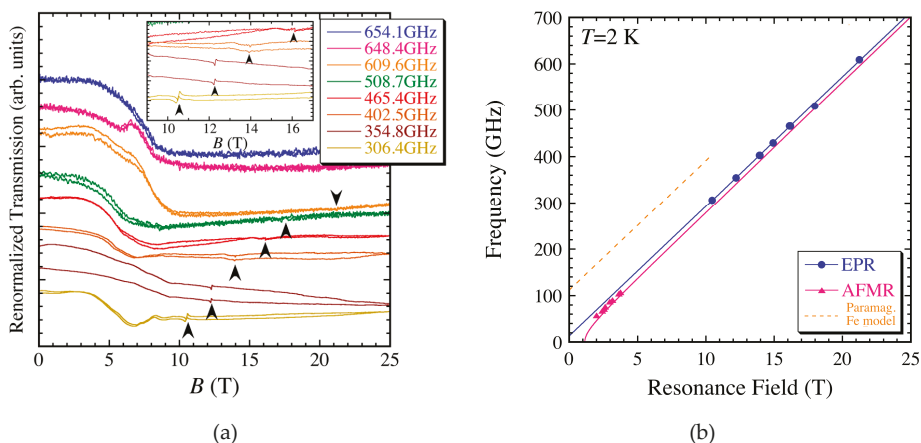 654.1GHz
648.4GHz
609.6GHz
508.7GHz
465.4GHz
402.5GHz
354.8GHz
306.4GHz
10 12 14 16
B (T)
Renormalized Transmission (arb. units)
0 5 10 15 20 25
B (T)
(a)
T=2 K
700
600
500
400
300
200
100
0
Frequency (GHz)
EPR
AFMR
Paramag.
Fe model
0 5 10 15 20 25
Resonance Field (T)
(b)